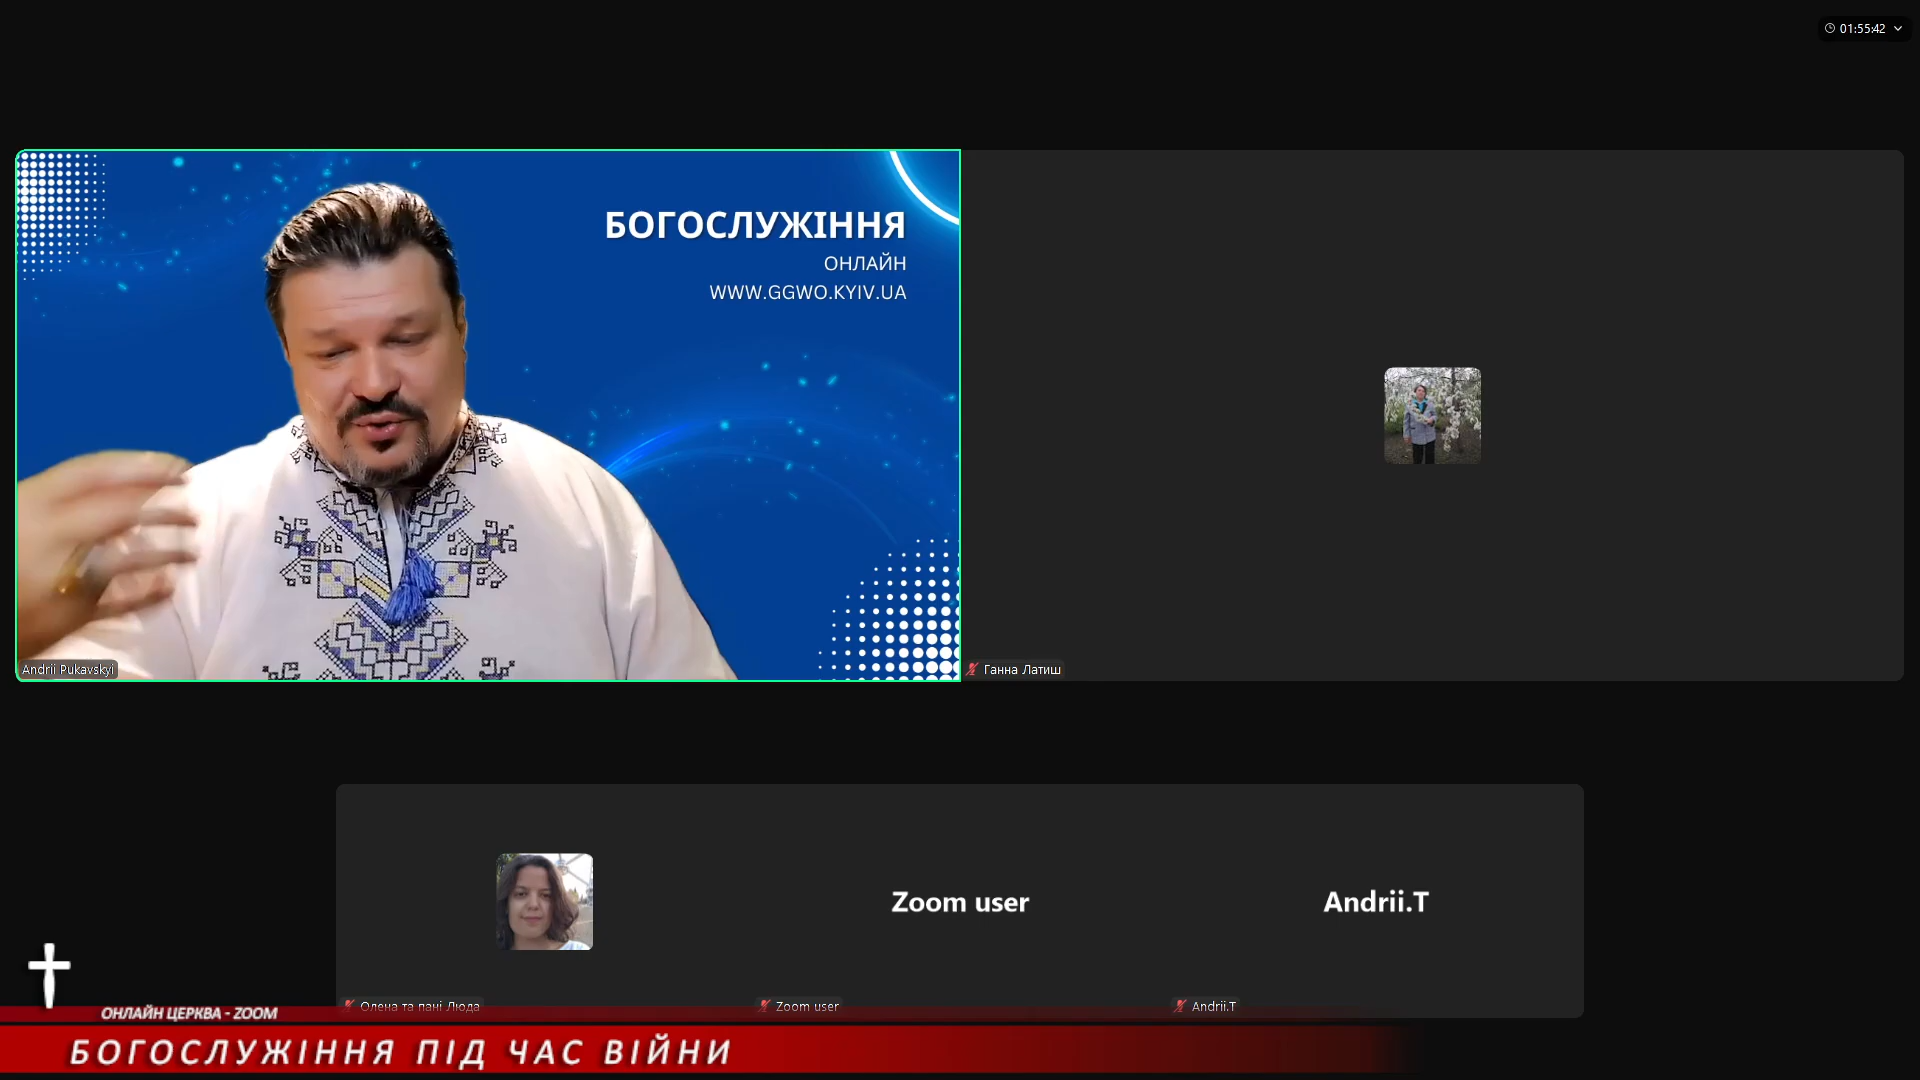 01:55:42
БОГОСЛУЖІННЯ
ОНЛАЙН
WWW.GGWO.KYIV.UA
Andrii Pukavskyi
Ганна Латиш
Zoom user
Andrii.T
Олена та пані Люда
Zoom user
Andrii.T
ОНЛАЙН ЦЕРКВА - ZOOM
БОГОСЛУЖІННЯ ПІД ЧАС ВІЙНИ